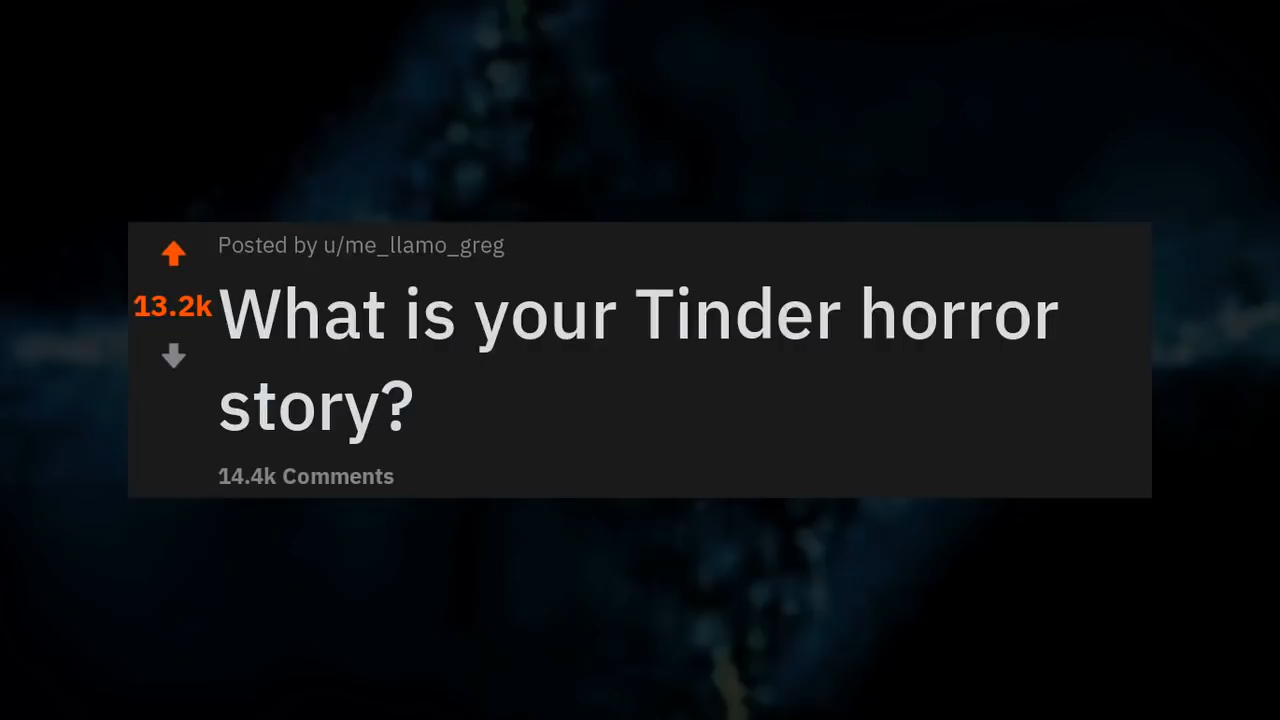 Posted by u/me_llamo_greg
13.2k
What is your Tinder horror
story?
14.4k Comments